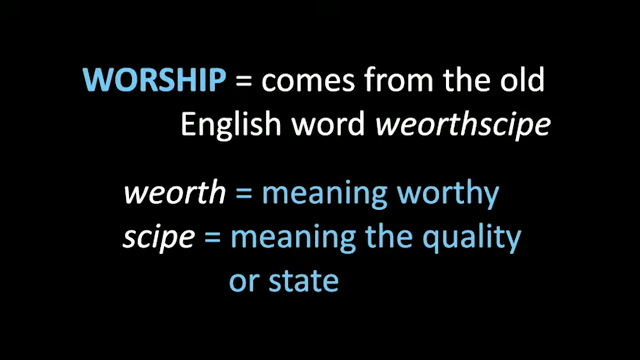 WORSHIP = comes from the old
English word weorthscipe
weorth = meaning worthy
scipe = meaning the quality
or state